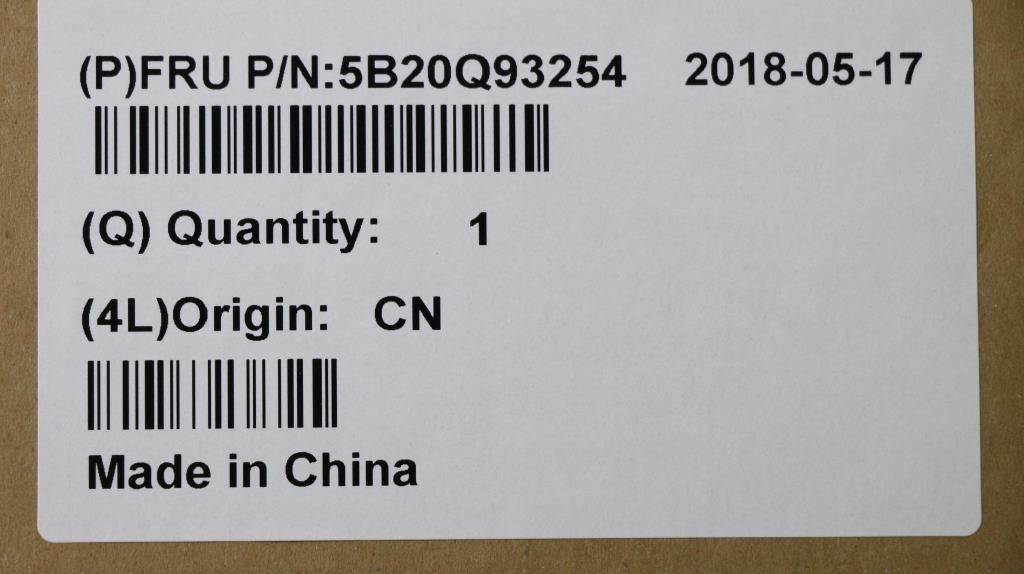 (P)FRU P/N:5B20Q93254 2018-05-17
(Q) Quantity: 1
(4L)Origin: CN
Made in China